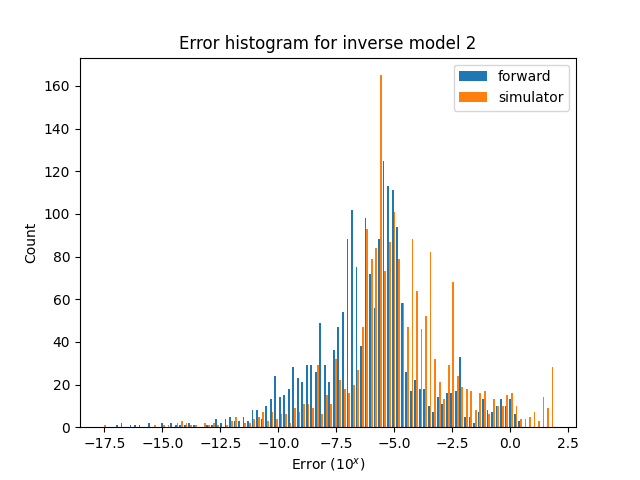 Error histogram for inverse model 2
forward
simulator
160
140
120
100
80
60
40
20
0
Count
−17.5 −15.0 −12.5 −10.0 −7.5 −5.0 −2.5 0.0 2.5
Error (10^x)